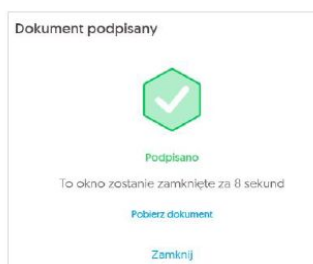 Dokument podpisany
Podpisano
To okno zostanie zamknięte za 8 sekund
Pobierz dokument
Zamknij